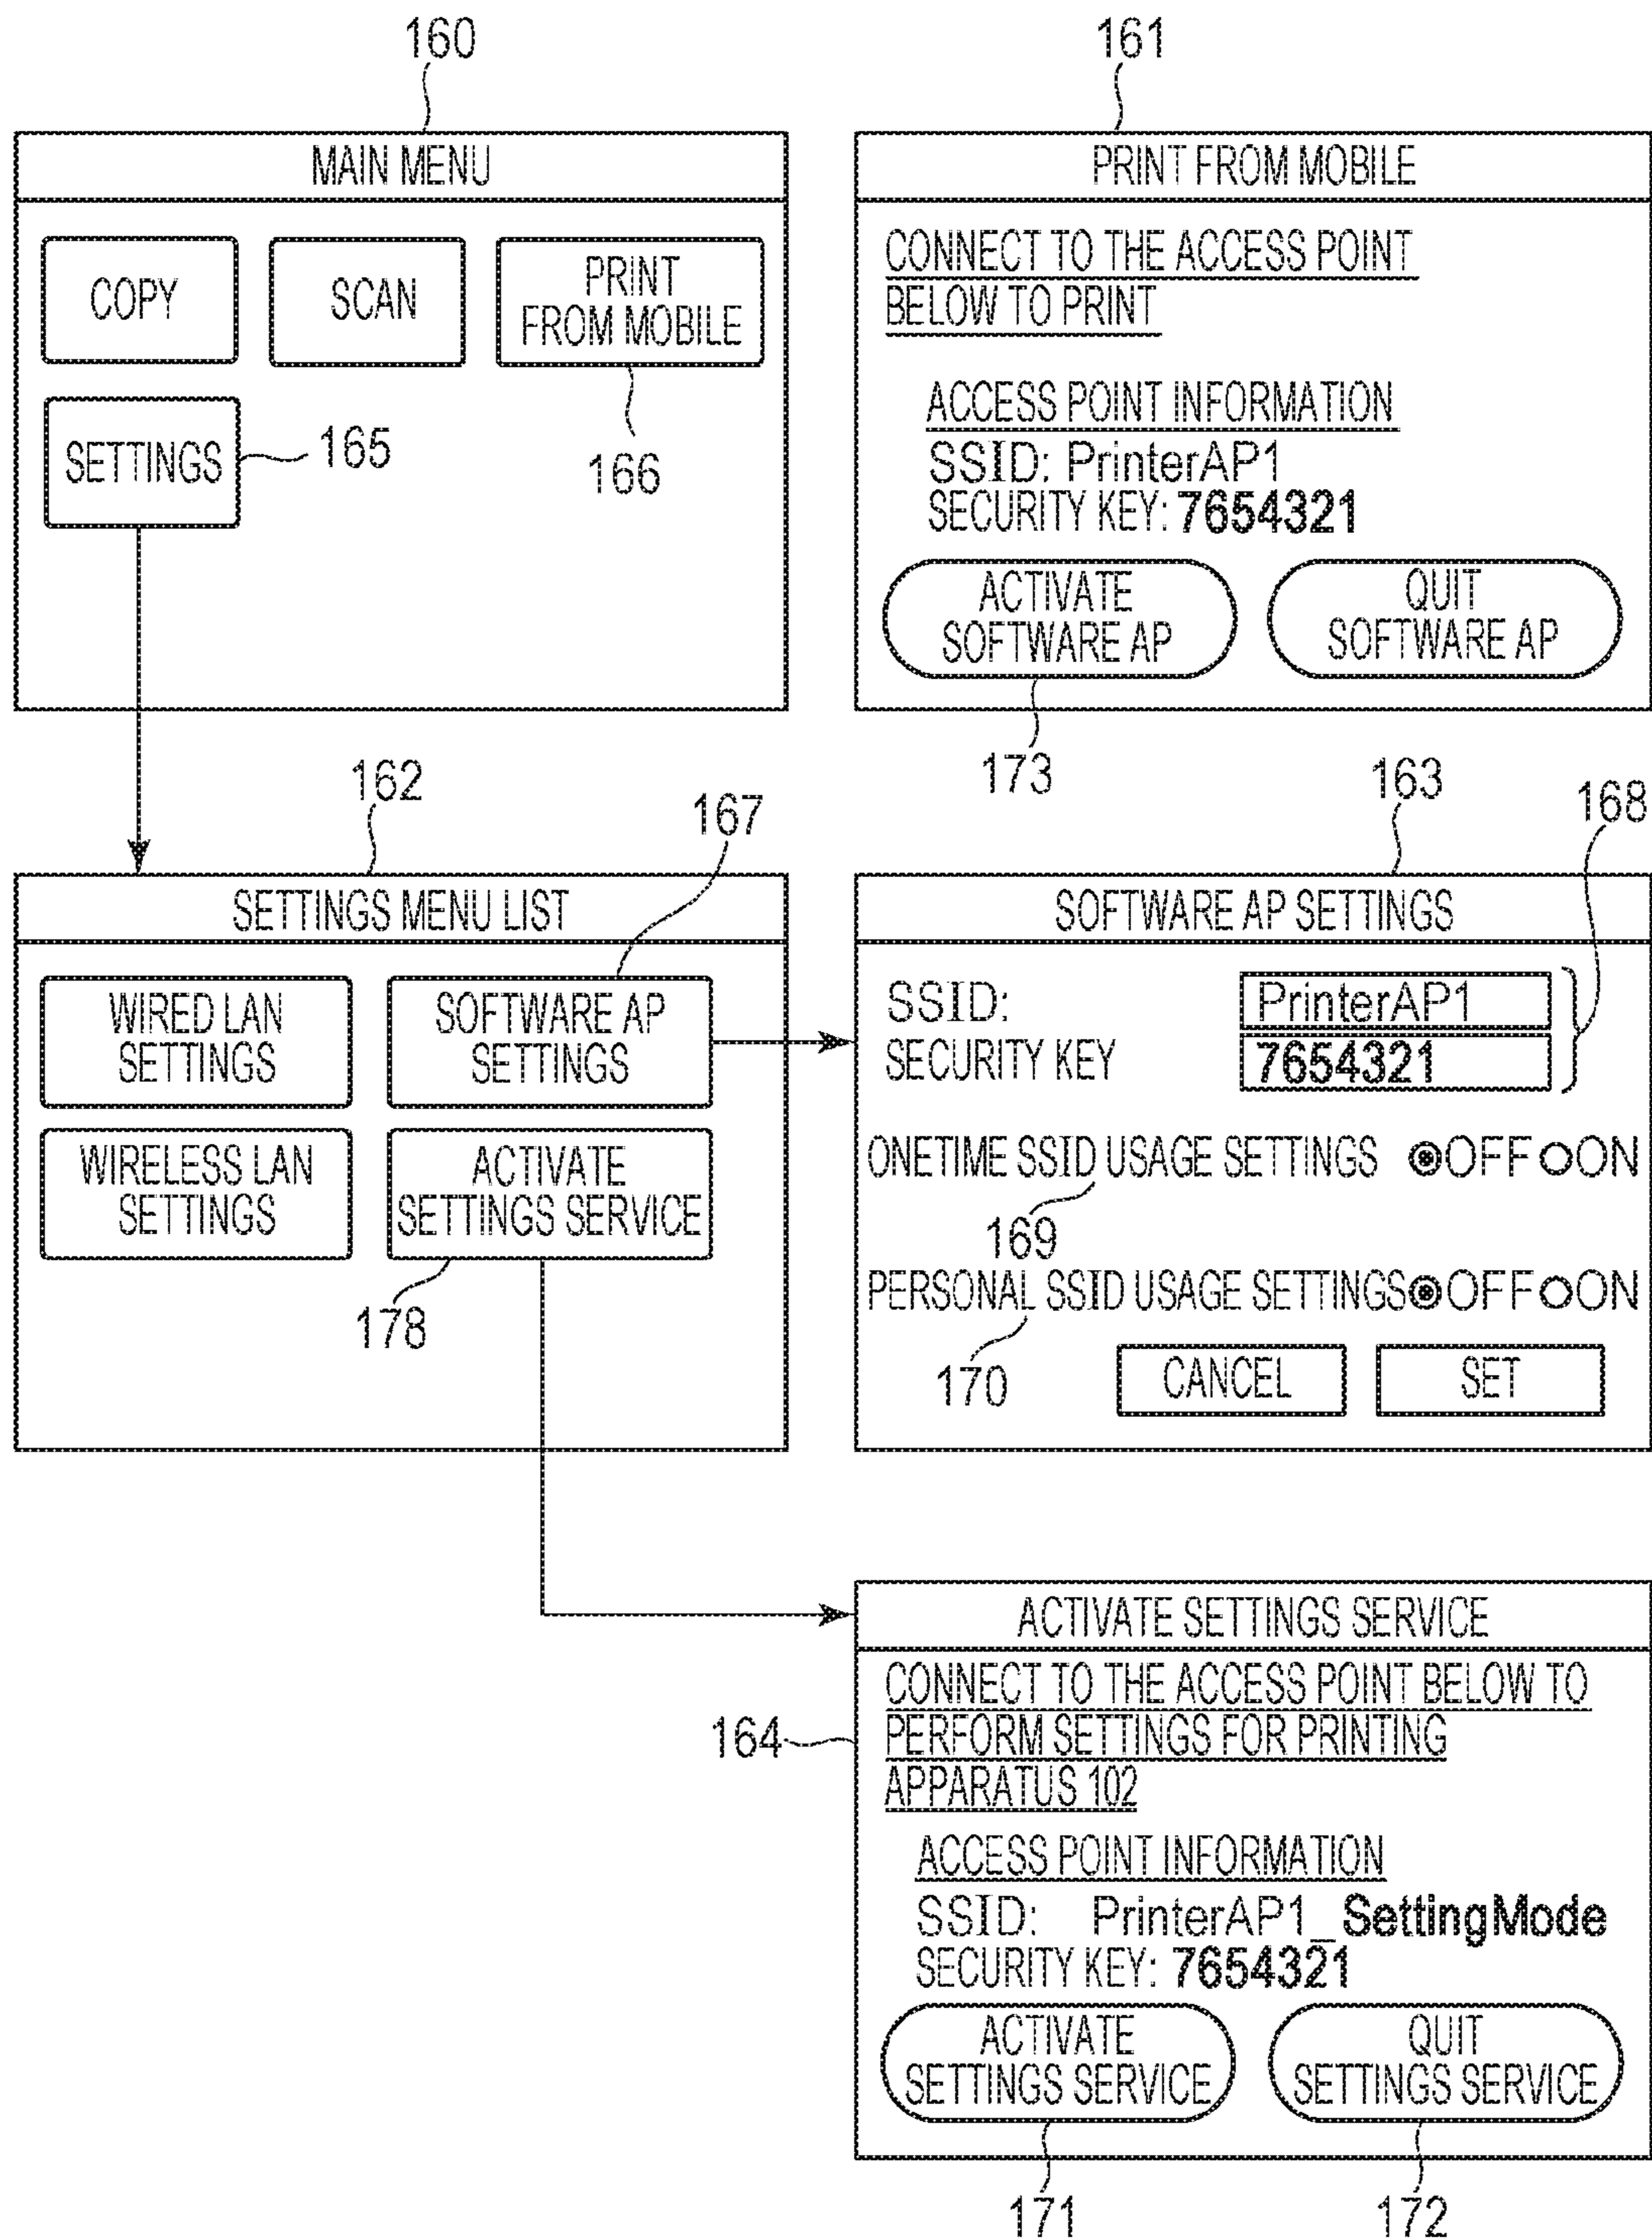 160
MAIN MENU
COPY
SCAN
PRINT
FROM MOBILE
166
SETTINGS
165
161
PRINT FROM MOBILE
CONNECT TO THE ACCESS POINT
BELOW TO PRINT
ACCESS POINT INFORMATION
SSID: PrinterAP1
SECURITY KEY: 7654321
ACTIVATE
SOFTWARE AP
QUIT
SOFTWARE AP
173
162
167
SETTINGS MENU LIST
WIRED LAN
SETTINGS
SOFTWARE AP
SETTINGS
WIRELESS LAN
SETTINGS
ACTIVATE
SETTINGS SERVICE
178
163
168
SOFTWARE AP SETTINGS
SSID: PrinterAP1
SECURITY KEY 7654321
ONETIME SSID USAGE SETTINGS OFF ON
169
PERSONAL SSID USAGE SETTINGS OFF ON
170
CANCEL
SET
164
ACTIVATE SETTINGS SERVICE
CONNECT TO THE ACCESS POINT BELOW TO
PERFORM SETTINGS FOR PRINTING
APPARATUS 102
ACCESS POINT INFORMATION
SSID: PrinterAP1_SettingMode
SECURITY KEY: 7654321
ACTIVATE
SETTINGS SERVICE
QUIT
SETTINGS SERVICE
171
172